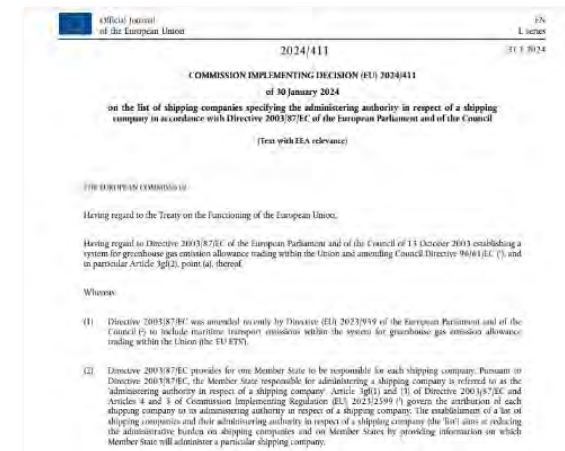 Official Journal
of the European Union
EN
L series
2024/411
31.1.2024
COMMISSION IMPLEMENTING DECISION (EU) 2024/411
of 30 January 2024
on the list of shipping companies specifying the administering authority in respect of a shipping
company in accordance with Directive 2003/87/EC of the European Parliament and of the Council
(Text with EEA relevance)
THE EUROPEAN COMMISSION
Having regard to the Treaty on the Functioning of the European Union,
Having regard to Directive 2003/87/EC of the European Parliament and of the Council of 13 October 2003 establishing a
system for greenhouse gas emission allowance trading within the Union and amending Council Directive 96/61/EC (¹), and
in particular Article 3gf(2), point (a), thereof,
Whereas
(1) Directive 2003/87/EC was amended recently by Directive (EU) 2023/959 of the European Parliament and of the
Council (²) to include maritime transport emissions within the system for greenhouse gas emission allowance
trading within the Union (the EU ETS).
(2) Directive 2003/87/EC provides for one Member State to be responsible for each shipping company. Pursuant to
Directive 2003/87/EC, the Member State responsible for administering a shipping company is referred to as the
'administering authority in respect of a shipping company'. Article 3gf(1) and (3) of Directive 2003/87/EC and
Articles 4 and 5 of Commission Implementing Regulation (EU) 2023/2599 (³) govern the attribution of each
shipping company to its administering authority in respect of a shipping company. The establishment of a list of
shipping companies and their administering authority in respect of a shipping company (the 'list') aims at reducing
the administrative burden on shipping companies and on Member States by providing information on which
Member State will administer a particular shipping company.